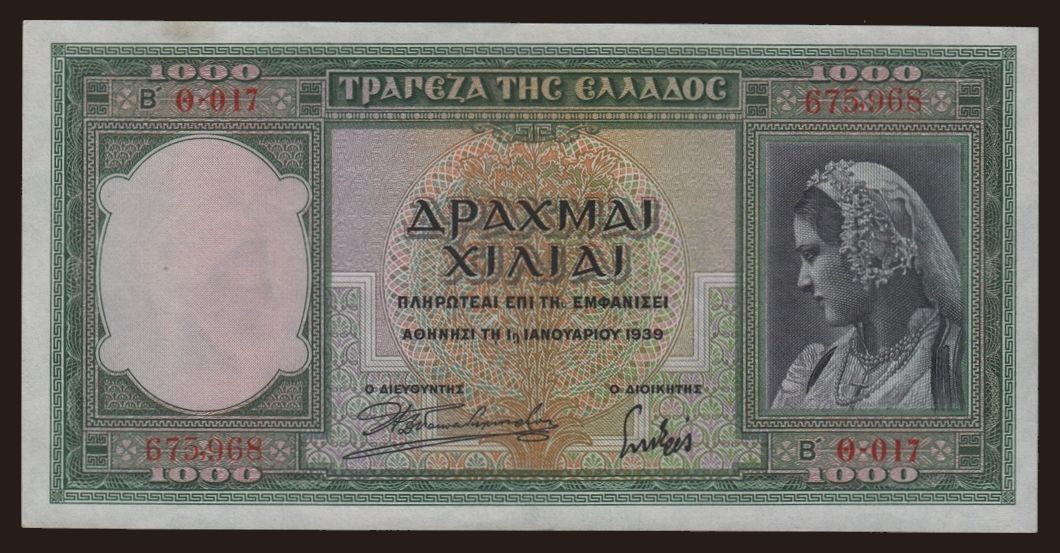 1000
1000
Β΄ Θ-017
ΤΡΑΠΕΖΑ ΤΗΣ ΕΛΛΑΔΟΣ
675,968
ΔΡΑΧΜΑΙ
ΧΙΛΙΑΙ
ΠΛΗΡΩΤΕΑΙ ΕΠΙ ΤΗι ΕΜΦΑΝΙΣΕΙ
ΑΘΗΝΗΣΙ ΤΗ 1η ΙΑΝΟΥΑΡΙΟΥ 1939
Ο ΔΙΕΥΘΥΝΤΗΣ
Ο ΔΙΟΙΚΗΤΗΣ
675,968
Β΄ Θ-017
1000
1000